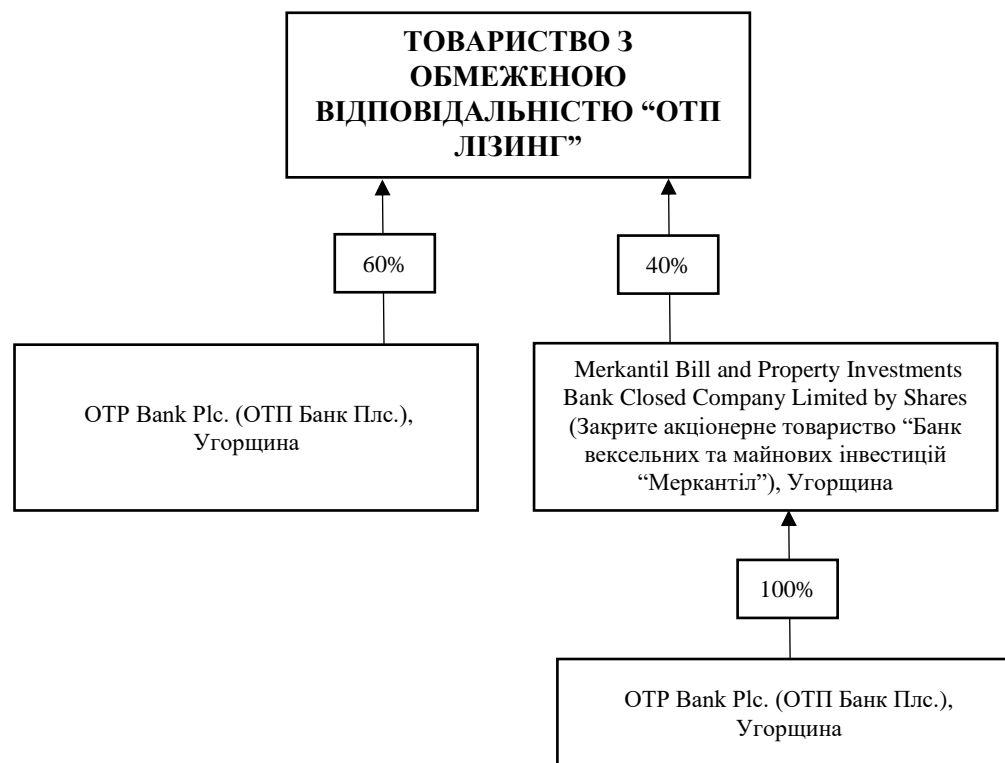 ТОВАРИСТВО З
ОБМЕЖЕНОЮ
ВІДПОВІДАЛЬНІСТЮ “ОТП
ЛІЗИНГ”
60%
40%
OTP Bank Plc. (ОТП Банк Плс.),
Угорщина
Merkantil Bill and Property Investments
Bank Closed Company Limited by Shares
(Закрите акціонерне товариство “Банк
вексельних та майнових інвестицій
“Меркантіл”), Угорщина
100%
OTP Bank Plc. (ОТП Банк Плс.),
Угорщина